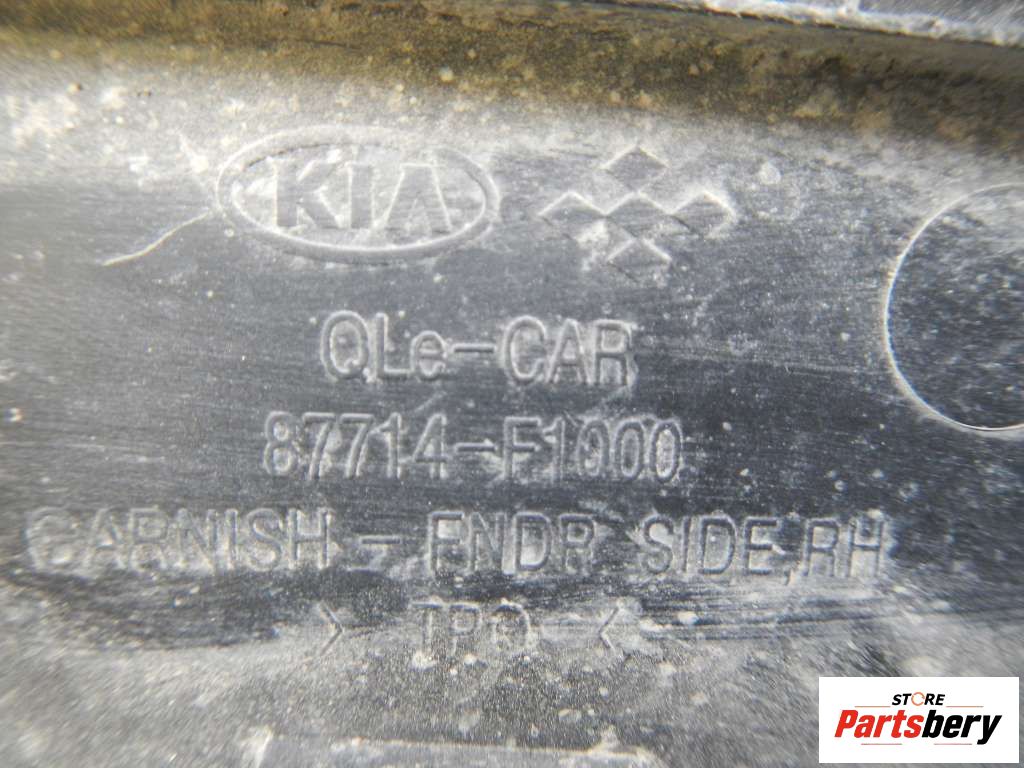 KIA
QLe-CAR
87714-F1000
GARNISH - FNDR SIDE,RH
> TPO <
STORE
Partsbery